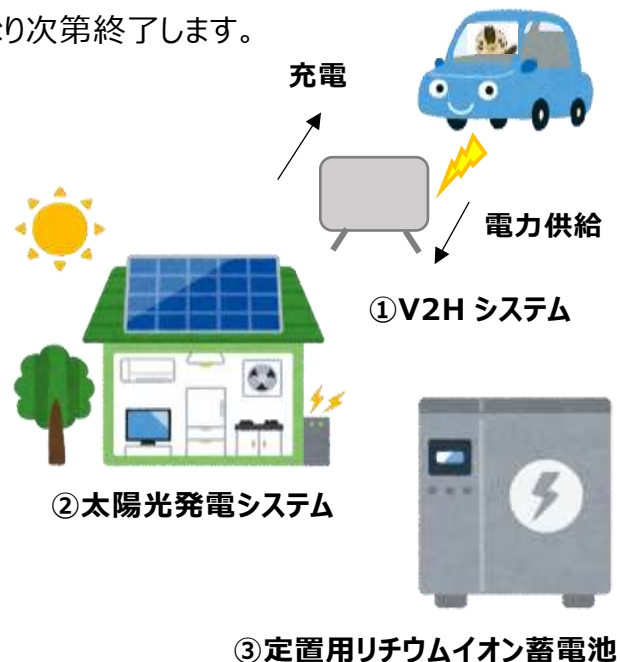 り次第終了します。
充電
電力供給
①V2H システム
②太陽光発電システム
③定置用リチウムイオン蓄電池